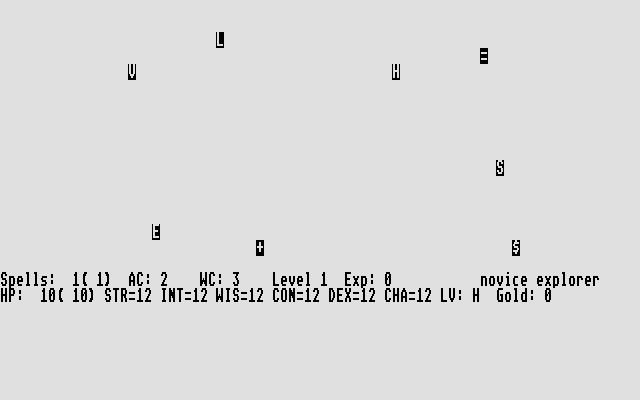 L
≡
V H
S
E
+ $
Spells: 1( 1) AC: 2 WC: 3 Level 1 Exp: 0 novice explorer
HP: 10( 10) STR=12 INT=12 WIS=12 CON=12 DEX=12 CHA=12 LV: H Gold: 0